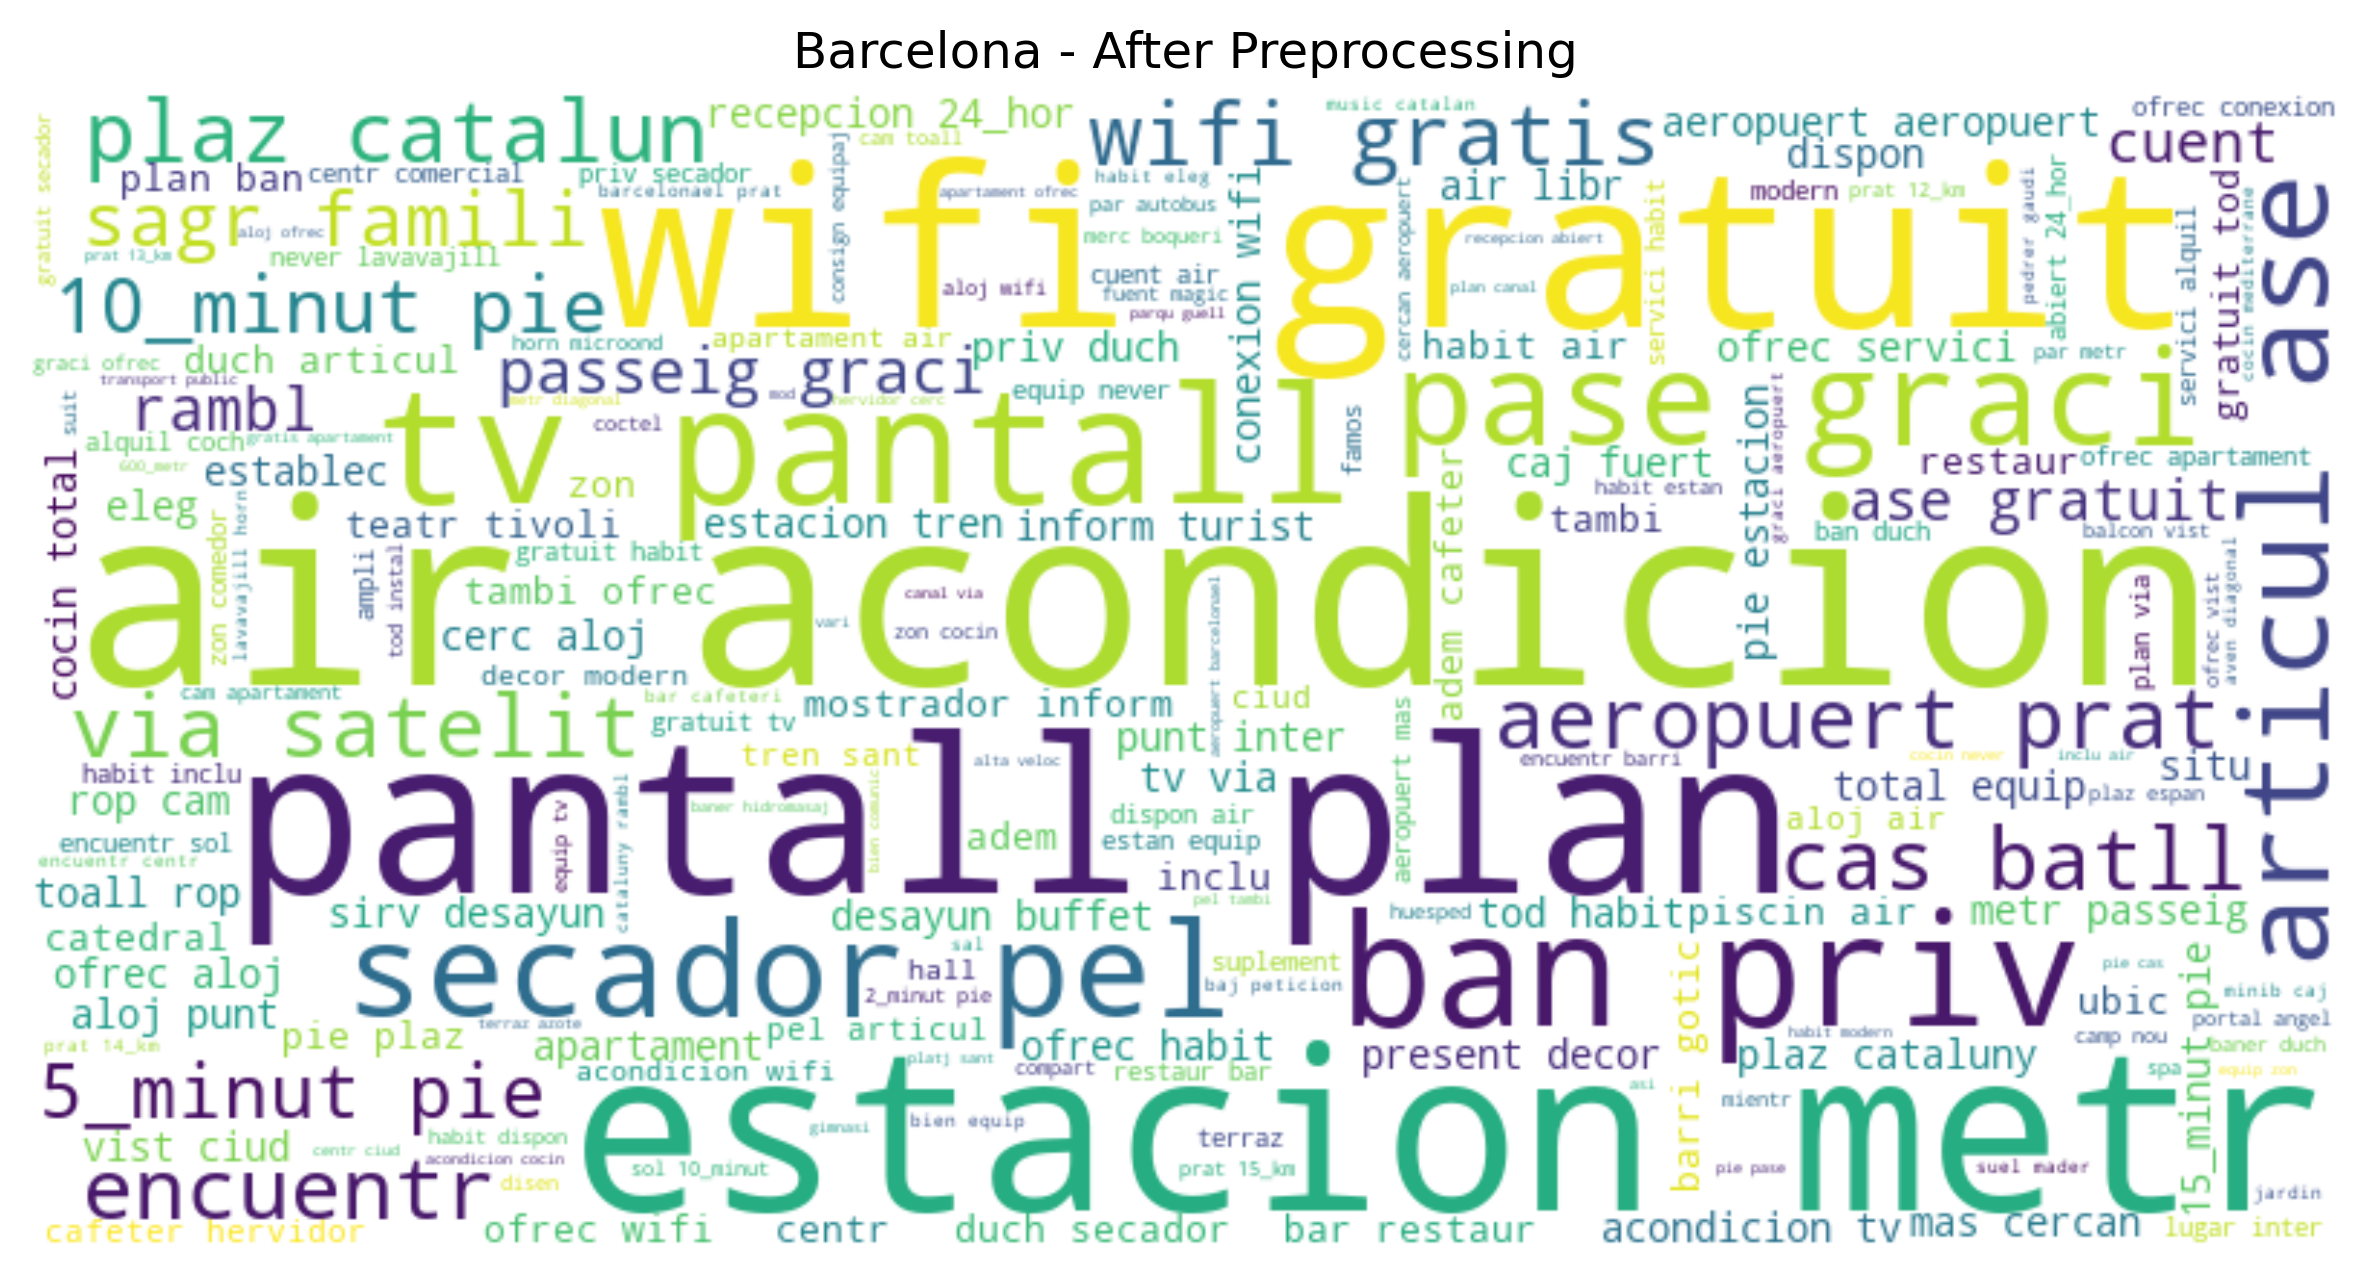 Barcelona - After Preprocessing
plaz catalun
recepcion 24_hor
wifi gratis
music catalan
aeropuert aeropuert
ofrec conexion
cuent
gratuit secador
cam toall
dispon
plan ban
centr comercial
priv secador
barcelonael prat
consign equipaj
apartament ofrec
habit eleg
air libr
modern
prat 12_km
sagr famili
wifi gratuit
par autobus
aloj ofrec
merc boqueri
recepcion abiert
prat 13_km
never lavavajill
cuent air
aloj wifi
fuent magic
plan canal
parqu guell
10_minut pie
conexion wifi
cercan aeropuert
servici habit
pedrer gaudi
abiert 24_hor
servici alquil
gratuit tod
cocin mediterrane
articul ase
horn microond
apartament air
priv duch
habit air
ofrec servici
par metr
graci ofrec
duch articul
passeig graci
transport public
rambl
suit
metr diagonal
mod
hervidor cerc
equip never
tv pantall
pase graci
coctel
famos
alquil coch
gratis apartament
600_metr
establec
zon
caj fuert
restaur
ofrec apartament
cocin total
eleg
habit estan
ase gratuit
graci aeropuert
pie estacion
adem cafeter
teatr tivoli
estacion tren
inform turist
tambi
ban duch
balcon vist
zon comedor
lavavajill horn
ampli
tod instal
gratuit habit
air acondicion
tambi ofrec
canal via
vari
zon cocin
cerc aloj
aeropuert barcelonael
plan via
ofrec vist
aven diagonal
decor modern
cam apartament
bar cafeteri
ciud
via satelit
gratuit tv
mostrador inform
aeropuert mas
aeropuert prat
punt inter
tren sant
alta veloc
encuentr barri
cocin never
inclu air
habit inclu
tv via
situ
rop cam
pantall plan
equip tv
cataluny rambl
baner hidromasaj
bien comunic
dispon air
total equip
plaz espan
encuentr sol
adem
estan equip
aloj air
encuentr centr
inclu
cas batll
toall rop
pel tambi
sirv desayun
desayun buffet
huesped
tod habit
piscin air
metr passeig
catedral
secador pel
sal
ban priv
ofrec aloj
hall
suplement
barri gotic
pie cas
2_minut pie
baj peticion
ubic
minib caj
aloj punt
terraz azote
pel articul
portal angel
pie plaz
habit modern
camp nou
prat 14_km
apartament
platj sant
ofrec habit
present decor
plaz cataluny
baner duch
15_minut pie
5_minut pie
acondicion wifi
compart
restaur bar
asi
spa
equip zon
mientr
estacion metr
gimnasi
bien equip
vist ciud
centr ciud
habit dispon
terraz
acondicion cocin
sol 10_minut
prat 15_km
pie pase
suel mader
encuentr
disen
jardin
cafeter hervidor
ofrec wifi
centr
duch secador
bar restaur
acondicion tv
mas cercan
lugar inter